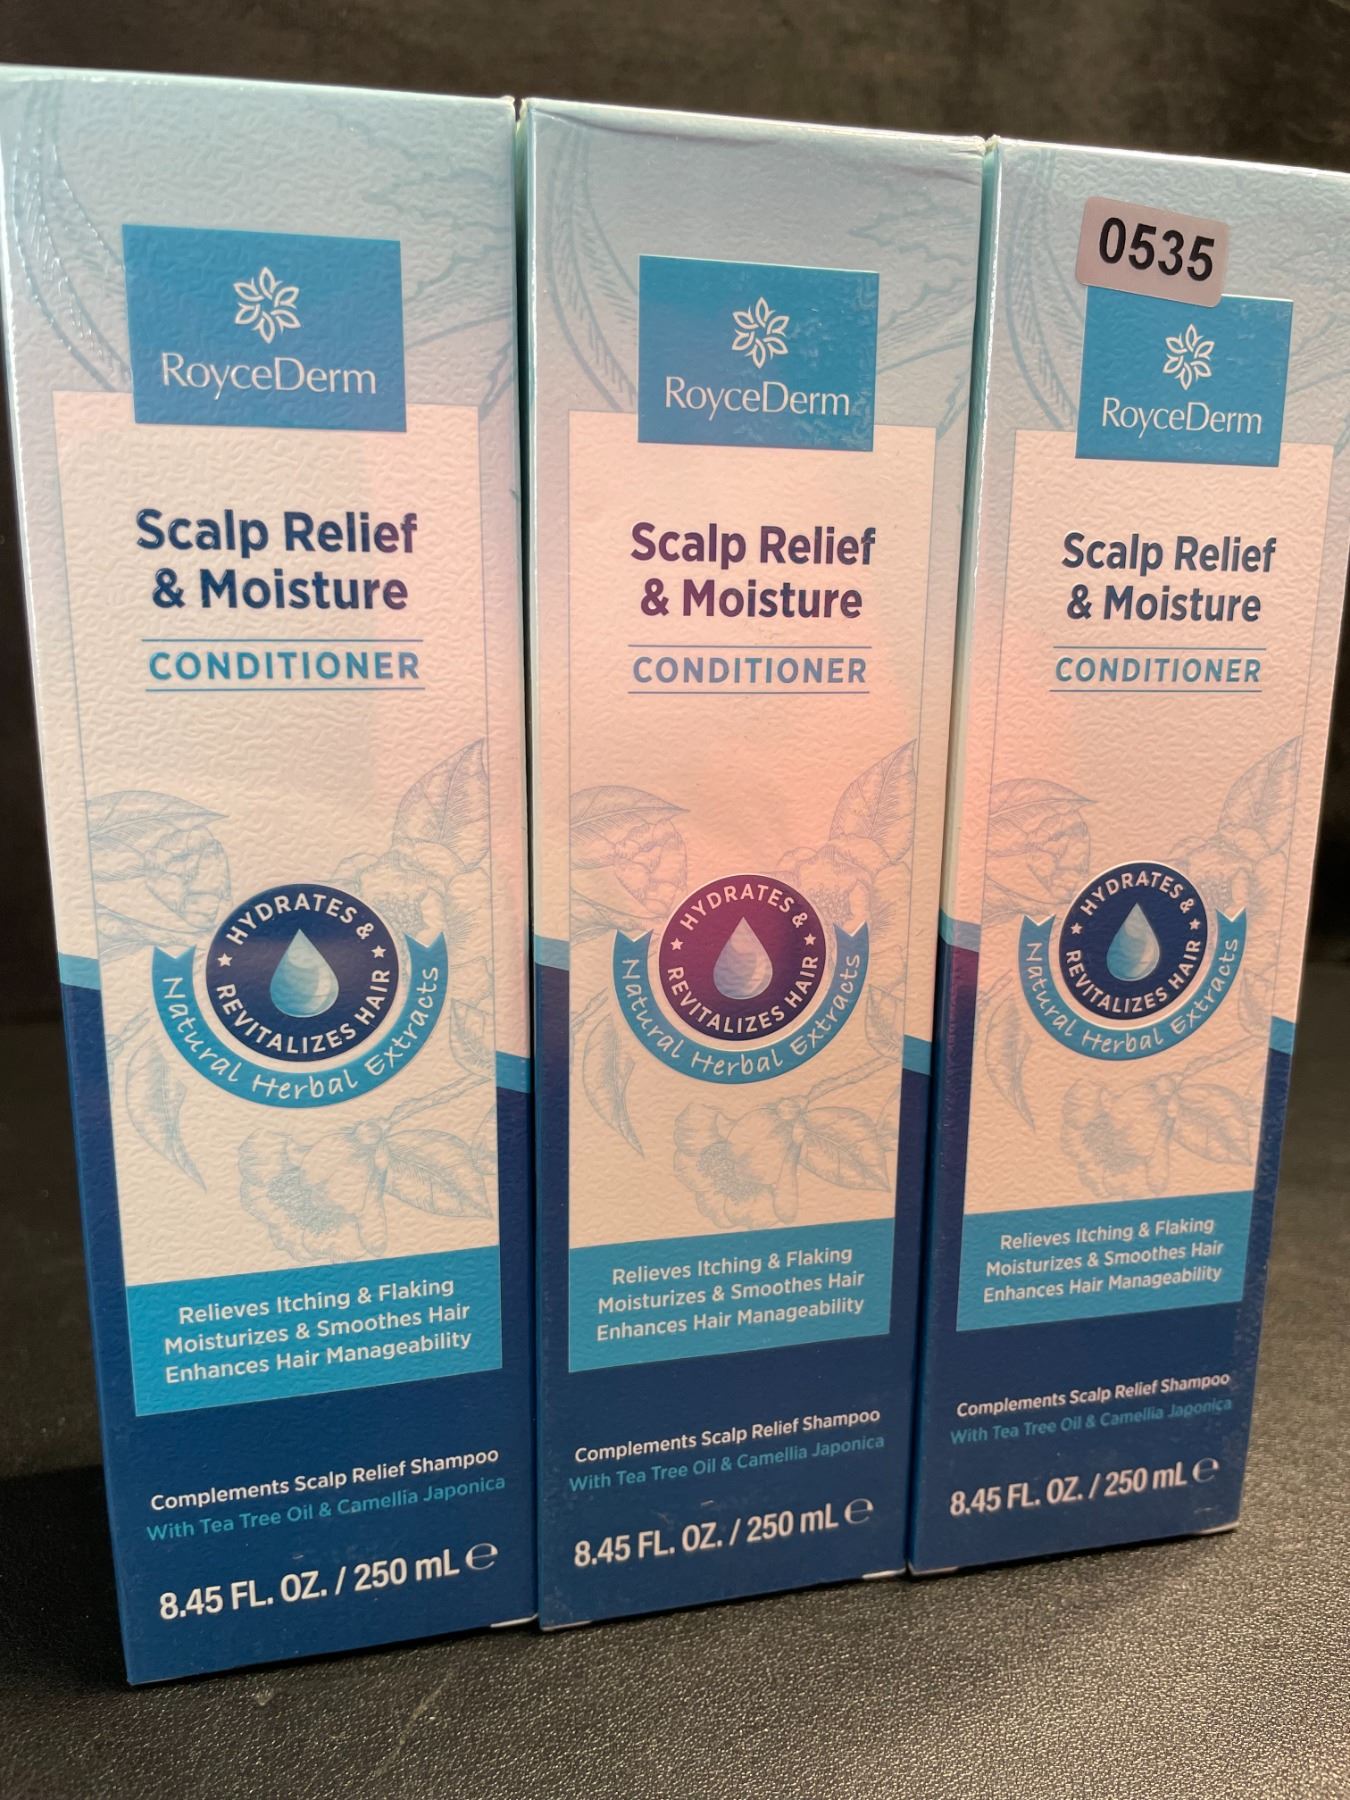 RoyceDerm
Scalp Relief
& Moisture
CONDITIONER
HYDRATES &
REVITALIZES HAIR
Natural Herbal Extracts
Relieves Itching & Flaking
Moisturizes & Smoothes Hair
Enhances Hair Manageability
Complements Scalp Relief Shampoo
With Tea Tree Oil & Camellia Japonica
8.45 FL. OZ. / 250 mL ℮
RoyceDerm
Scalp Relief
& Moisture
CONDITIONER
HYDRATES &
REVITALIZES HAIR
Natural Herbal Extracts
Relieves Itching & Flaking
Moisturizes & Smoothes Hair
Enhances Hair Manageability
Complements Scalp Relief Shampoo
With Tea Tree Oil & Camellia Japonica
8.45 FL. OZ. / 250 mL ℮
0535
RoyceDerm
Scalp Relief
& Moisture
CONDITIONER
HYDRATES &
REVITALIZES HAIR
Natural Herbal Extracts
Relieves Itching & Flaking
Moisturizes & Smoothes Hair
Enhances Hair Manageability
Complements Scalp Relief Shampoo
With Tea Tree Oil & Camellia Japonica
8.45 FL. OZ. / 250 mL ℮